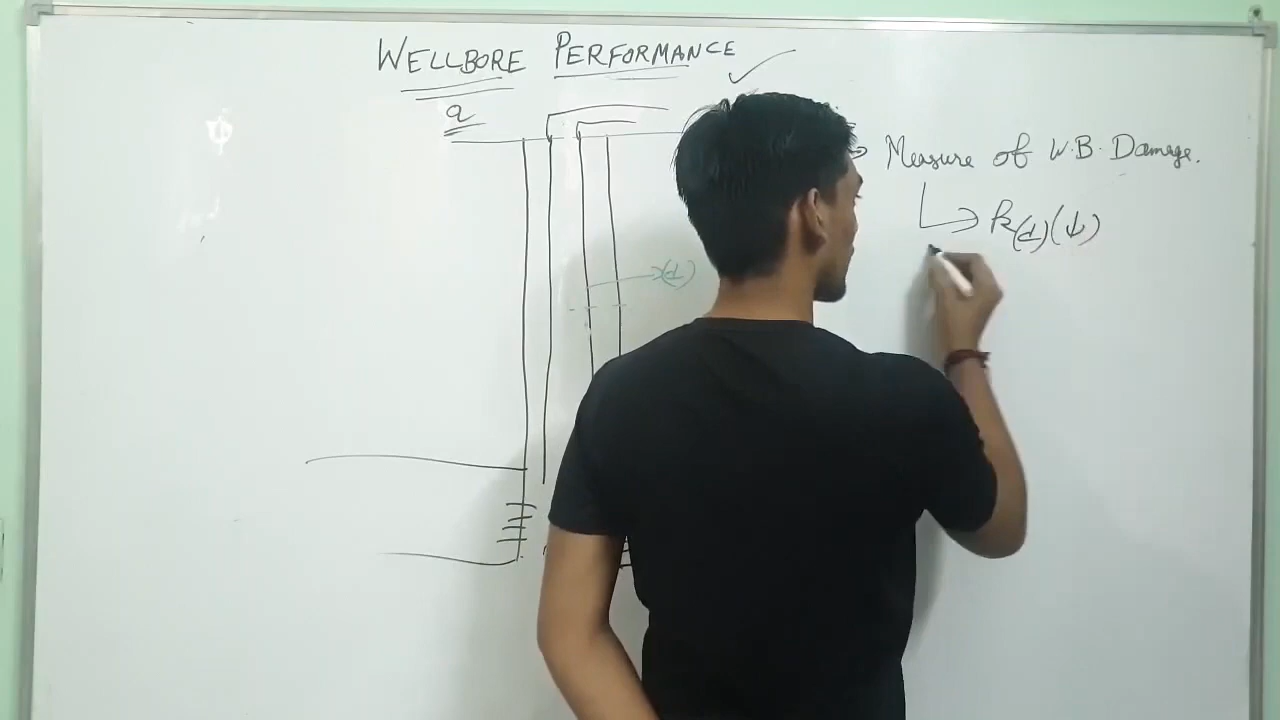 WELLBORE PERFORMANCE
q
Measure of W.B. Damage.
k(d)(↓)
(d)